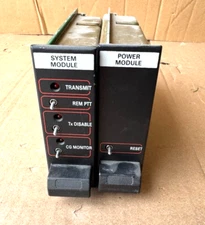 SYSTEM
MODULE
TRANSMIT
REM PTT
Tx DISABLE
CG MONITOR
POWER
MODULE
RESET